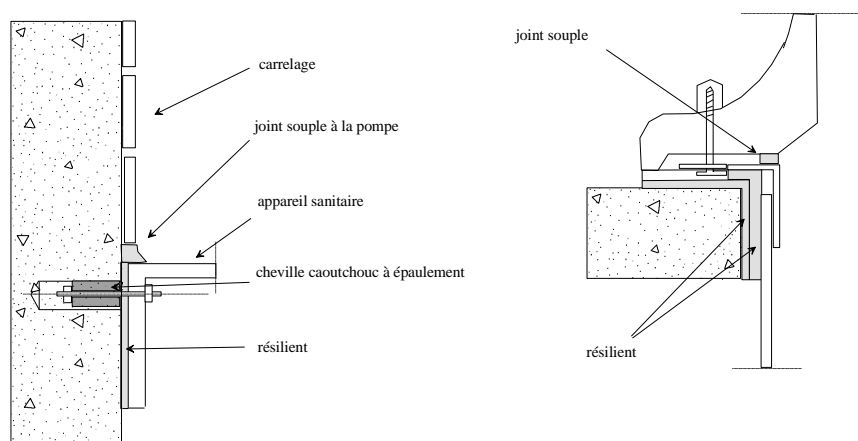 carrelage
joint souple à la pompe
appareil sanitaire
cheville caoutchouc à épaulement
résilient
joint souple
résilient